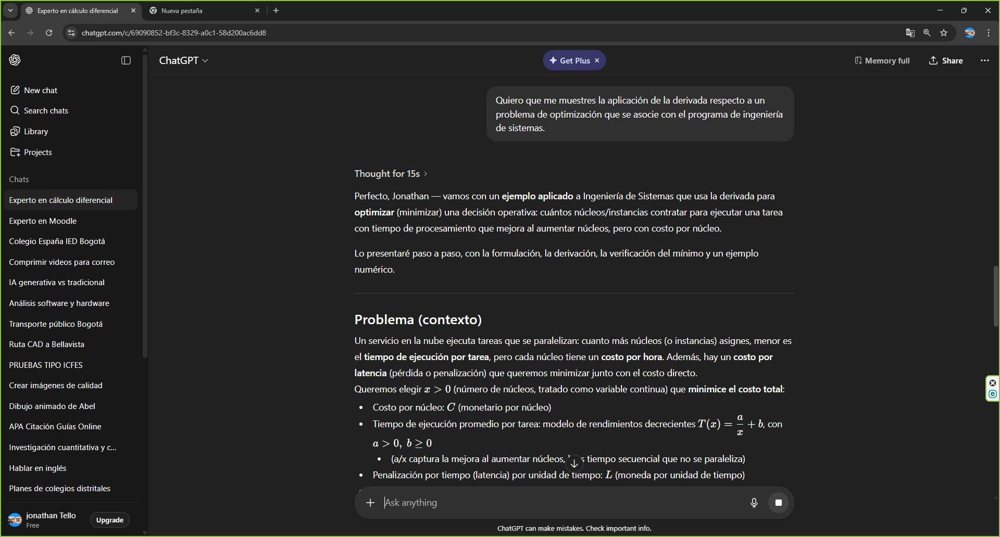 Experto en cálculo diferencial
Nueva pestaña
chatgpt.com/c/69090852-bf3c-8329-a0c1-58d200ac6dd8
ChatGPT
Get Plus
Memory full
Share
New chat
Search chats
Library
Projects
Chats
Experto en cálculo diferencial
Experto en Moodle
Colegio España IED Bogotá
Comprimir videos para correo
IA generativa vs tradicional
Análisis software y hardware
Transporte público Bogotá
Ruta CAD a Bellavista
PRUEBAS TIPO ICFES
Crear imágenes de calidad
Dibujo animado de Abel
APA Citación Guías Online
Investigación cuantitativa y c...
Hablar en inglés
Planes de colegios distritales
jonathan Tello
Free
Upgrade
Quiero que me muestres la aplicación de la derivada respecto a un
problema de optimización que se asocie con el programa de ingeniería
de sistemas.
Thought for 15s
Perfecto, Jonathan — vamos con un ejemplo aplicado a Ingeniería de Sistemas que usa la derivada para
optimizar (minimizar) una decisión operativa: cuántos núcleos/instancias contratar para ejecutar una tarea
con tiempo de procesamiento que mejora al aumentar núcleos, pero con costo por núcleo.
Lo presentaré paso a paso, con la formulación, la derivación, la verificación del mínimo y un ejemplo
numérico.
Problema (contexto)
Un servicio en la nube ejecuta tareas que se paralelizan: cuanto más núcleos (o instancias) asignes, menor es
el tiempo de ejecución por tarea, pero cada núcleo tiene un costo por hora. Además, hay un costo por
latencia (pérdida o penalización) que queremos minimizar junto con el costo directo.
Queremos elegir x > 0 (número de núcleos, tratado como variable continua) que minimice el costo total:
• Costo por núcleo: C (monetario por núcleo)
• Tiempo de ejecución promedio por tarea: modelo de rendimientos decrecientes T(x) = a/x + b, con
a > 0, b ≥ 0
• (a/x captura la mejora al aumentar núcleos, tiempo secuencial que no se paraleliza)
• Penalización por tiempo (latencia) por unidad de tiempo: L (moneda por unidad de tiempo)
Ask anything
ChatGPT can make mistakes. Check important info.